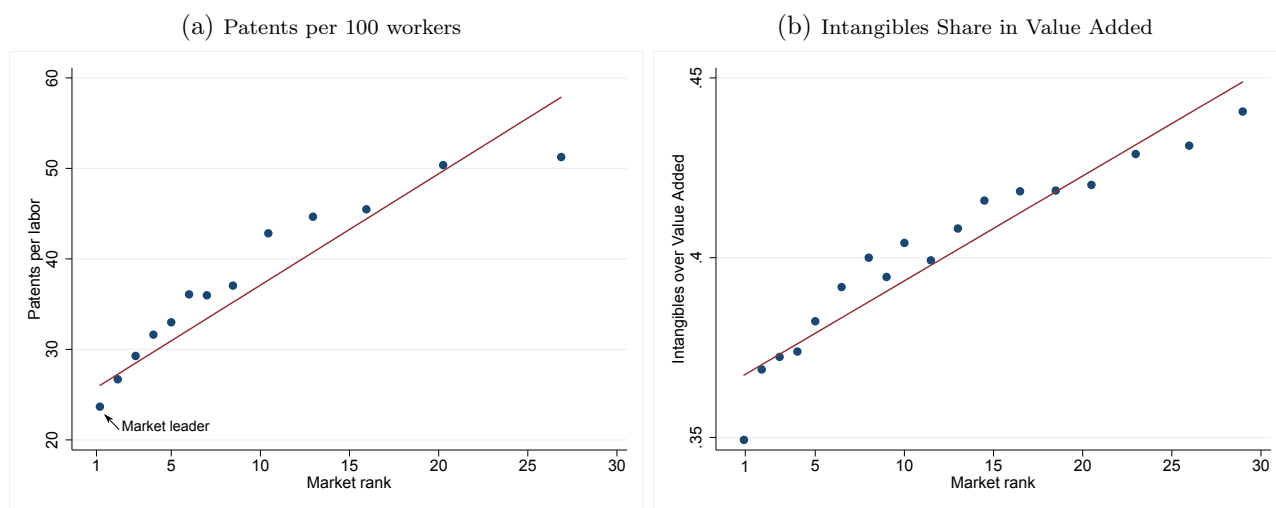 (a) Patents per 100 workers
Patents per labor
60
50
40
30
20
Market leader
1 5 10 15 20 25 30
Market rank
(b) Intangibles Share in Value Added
Intangibles over Value Added
.45
.4
.35
1 5 10 15 20 25 30
Market rank